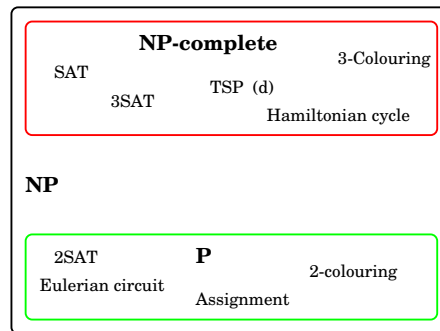 NP-complete
3-Colouring
SAT
TSP (d)
3SAT
Hamiltonian cycle
NP
2SAT
P
2-colouring
Eulerian circuit
Assignment